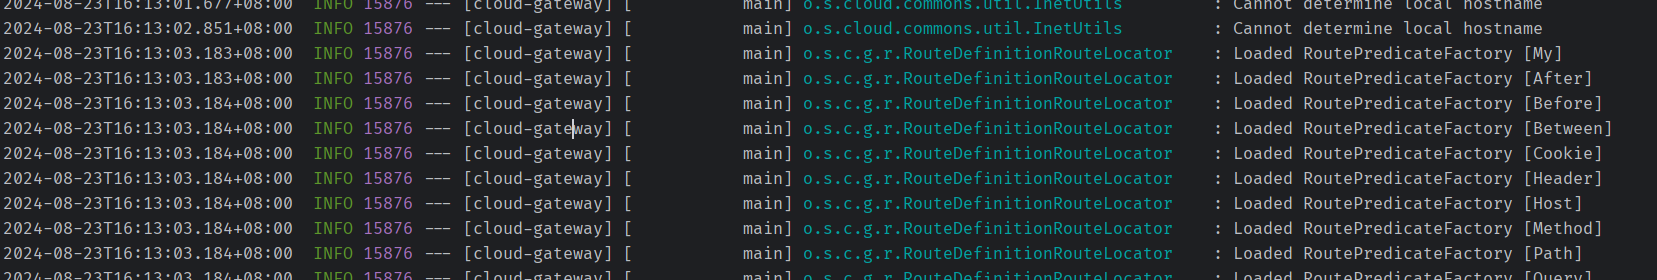 2024-08-23T16:13:01.677+08:00  INFO 15876 --- [cloud-gateway] [           main] o.s.cloud.commons.util.InetUtils         : Cannot determine local hostname
2024-08-23T16:13:02.851+08:00  INFO 15876 --- [cloud-gateway] [           main] o.s.cloud.commons.util.InetUtils         : Cannot determine local hostname
2024-08-23T16:13:03.183+08:00  INFO 15876 --- [cloud-gateway] [           main] o.s.c.g.r.RouteDefinitionRouteLocator    : Loaded RoutePredicateFactory [My]
2024-08-23T16:13:03.183+08:00  INFO 15876 --- [cloud-gateway] [           main] o.s.c.g.r.RouteDefinitionRouteLocator    : Loaded RoutePredicateFactory [After]
2024-08-23T16:13:03.184+08:00  INFO 15876 --- [cloud-gateway] [           main] o.s.c.g.r.RouteDefinitionRouteLocator    : Loaded RoutePredicateFactory [Before]
2024-08-23T16:13:03.184+08:00  INFO 15876 --- [cloud-gateway] [           main] o.s.c.g.r.RouteDefinitionRouteLocator    : Loaded RoutePredicateFactory [Between]
2024-08-23T16:13:03.184+08:00  INFO 15876 --- [cloud-gateway] [           main] o.s.c.g.r.RouteDefinitionRouteLocator    : Loaded RoutePredicateFactory [Cookie]
2024-08-23T16:13:03.184+08:00  INFO 15876 --- [cloud-gateway] [           main] o.s.c.g.r.RouteDefinitionRouteLocator    : Loaded RoutePredicateFactory [Header]
2024-08-23T16:13:03.184+08:00  INFO 15876 --- [cloud-gateway] [           main] o.s.c.g.r.RouteDefinitionRouteLocator    : Loaded RoutePredicateFactory [Host]
2024-08-23T16:13:03.184+08:00  INFO 15876 --- [cloud-gateway] [           main] o.s.c.g.r.RouteDefinitionRouteLocator    : Loaded RoutePredicateFactory [Method]
2024-08-23T16:13:03.184+08:00  INFO 15876 --- [cloud-gateway] [           main] o.s.c.g.r.RouteDefinitionRouteLocator    : Loaded RoutePredicateFactory [Path]
2024-08-23T16:13:03.184+08:00  INFO 15876 --- [cloud-gateway] [           main] o.s.c.g.r.RouteDefinitionRouteLocator    : Loaded RoutePredicateFactory [Query]